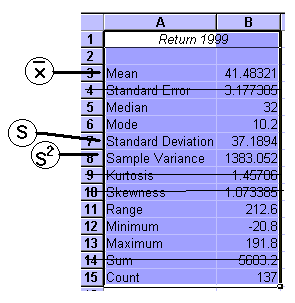 A B
1 Return 1999
2
x̅ 3 Mean 41.48321
4 Standard Error 3.177305
5 Median 32
6 Mode 10.2
S 7 Standard Deviation 37.1894
S² 8 Sample Variance 1383.052
9 Kurtosis 1.45706
10 Skewness 1.073385
11 Range 212.6
12 Minimum -20.8
13 Maximum 191.8
14 Sum 5683.2
15 Count 137